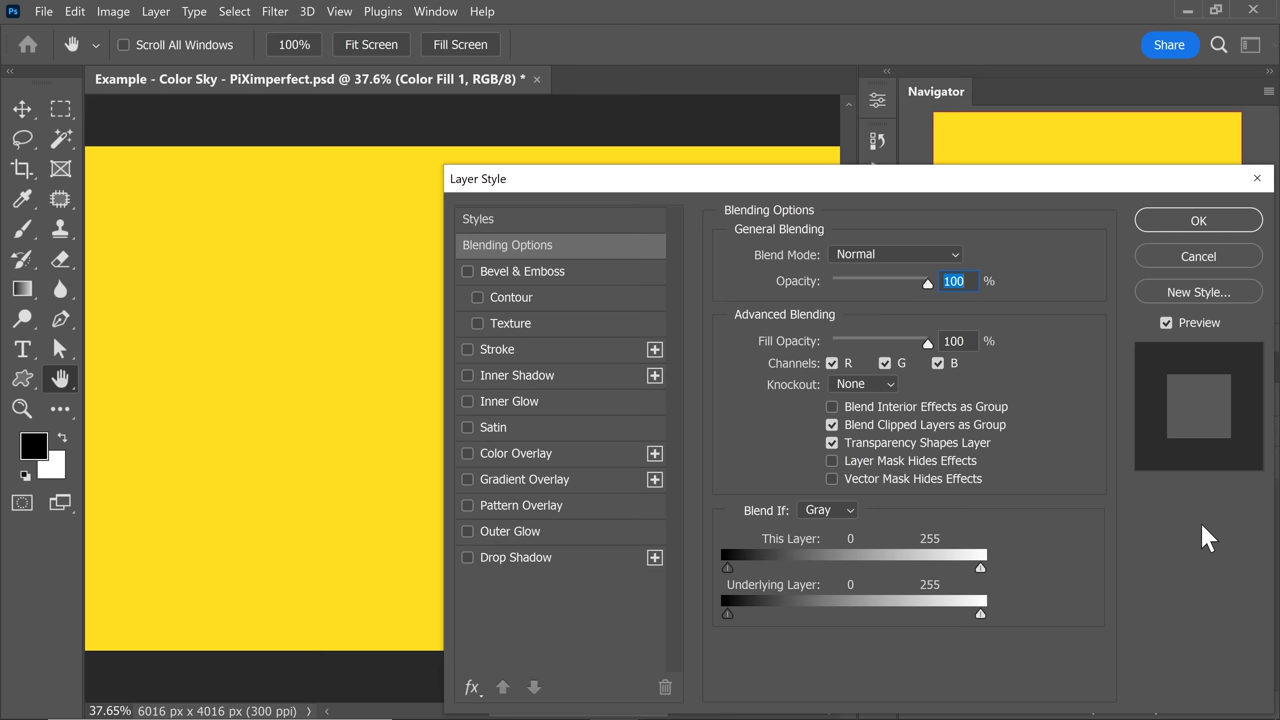 Ps File Edit Image Layer Type Select Filter 3D View Plugins Window Help
Scroll All Windows 100% Fit Screen Fill Screen Share
Example - Color Sky - PiXimperfect.psd @ 37.6% (Color Fill 1, RGB/8) *
Navigator
Layer Style
Styles
Blending Options
Bevel & Emboss
Contour
Texture
Stroke
Inner Shadow
Inner Glow
Satin
Color Overlay
Gradient Overlay
Pattern Overlay
Outer Glow
Drop Shadow
fx
Blending Options
General Blending
Blend Mode: Normal
Opacity: 100 %
Advanced Blending
Fill Opacity: 100 %
Channels: R G B
Knockout: None
Blend Interior Effects as Group
Blend Clipped Layers as Group
Transparency Shapes Layer
Layer Mask Hides Effects
Vector Mask Hides Effects
Blend If: Gray
This Layer: 0 255
Underlying Layer: 0 255
OK
Cancel
New Style...
Preview
37.65% 6016 px x 4016 px (300 ppi)